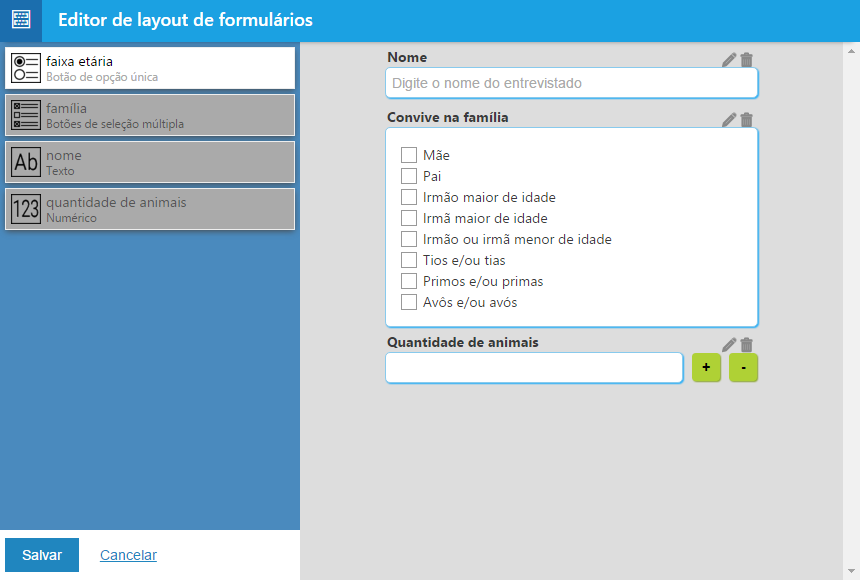 Editor de layout de formulários
faixa etária
Botão de opção única
família
Botões de seleção múltipla
Ab
nome
Texto
123
quantidade de animais
Numérico
Salvar
Cancelar
Nome
Digite o nome do entrevistado
Convive na família
Mãe
Pai
Irmão maior de idade
Irmã maior de idade
Irmão ou irmã menor de idade
Tios e/ou tias
Primos e/ou primas
Avôs e/ou avós
Quantidade de animais
+ -